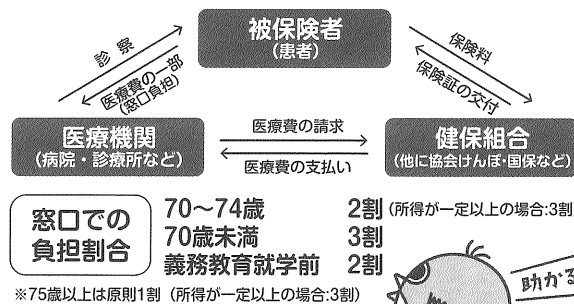 被保険者
(患者)
診察
医療費の一部
(窓口負担)
保険料
保険証の交付
医療機関
(病院・診療所など)
医療費の請求
医療費の支払い
健保組合
(他に協会けんぽ・国保など)
窓口での
負担割合
70〜74歳 2割 (所得が一定以上の場合:3割
70歳未満 3割
義務教育就学前 2割
※75歳以上は原則1割 (所得が一定以上の場合:3割)
助かる